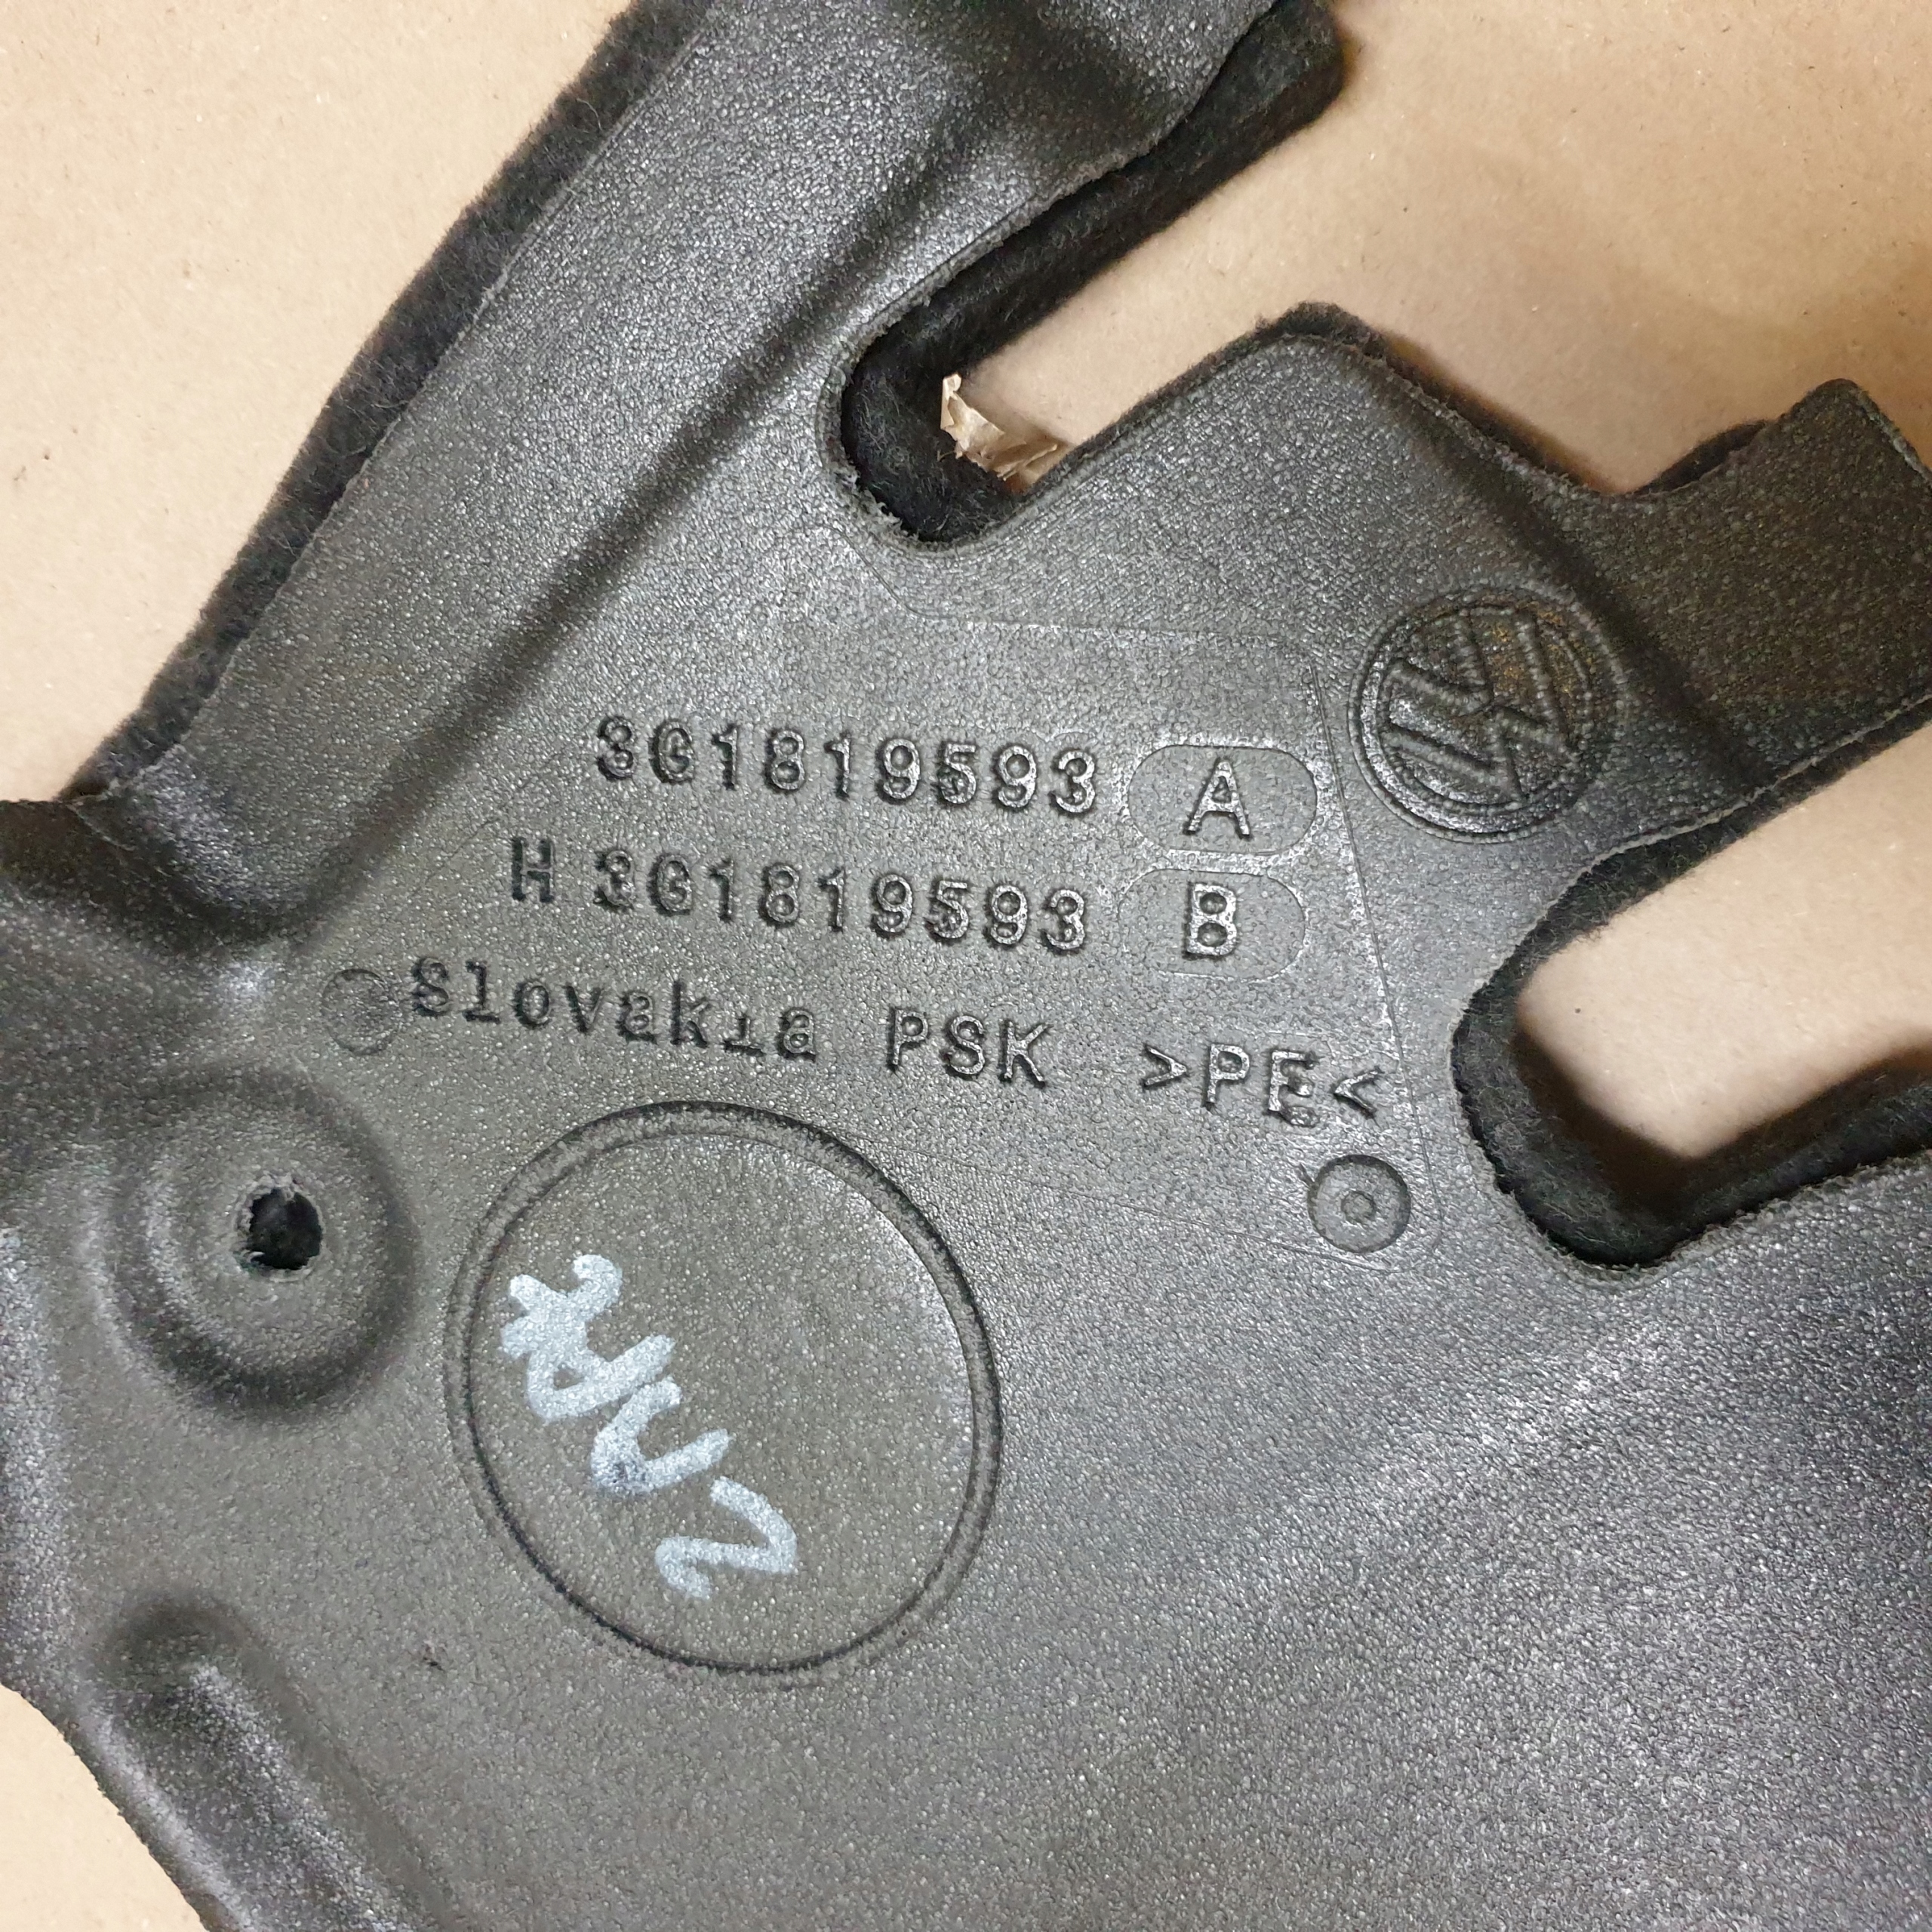 3G1819593 A
H 3G1819593 B
Slovakia PSK >PE<